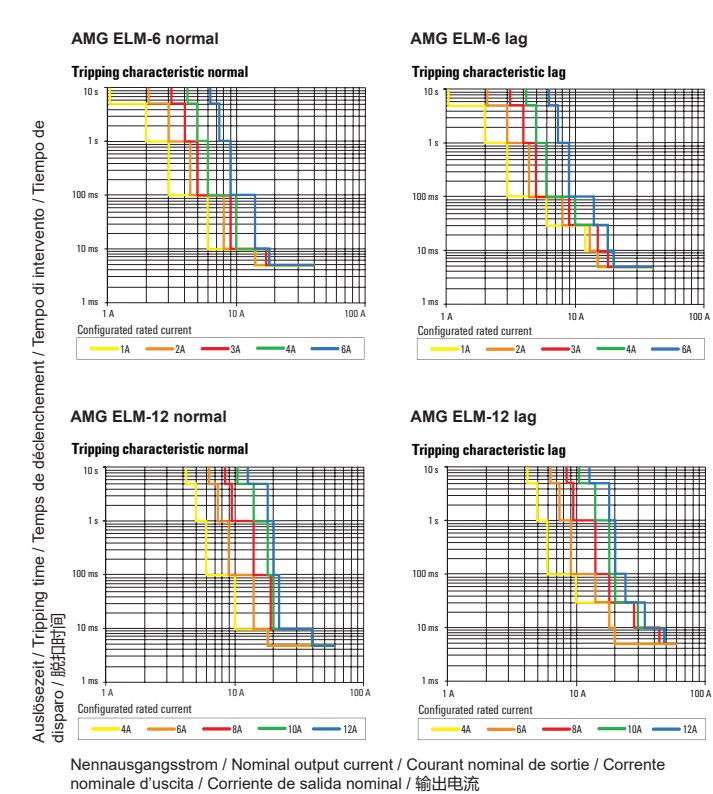 AMG ELM-6 normal
Tripping characteristic normal
10 s
1 s
100 ms
10 ms
1 ms
1 A
10 A
100 A
Configurated rated current
1A
2A
3A
4A
6A
AMG ELM-6 lag
Tripping characteristic lag
10 s
1 s
100 ms
10 ms
1 ms
1 A
10 A
100 A
Configurated rated current
1A
2A
3A
4A
6A
AMG ELM-12 normal
Tripping characteristic normal
10 s
1 s
100 ms
10 ms
1 ms
1 A
10 A
100 A
Configurated rated current
4A
6A
8A
10A
12A
AMG ELM-12 lag
Tripping characteristic lag
10 s
1 s
100 ms
10 ms
1 ms
1 A
10 A
100 A
Configurated rated current
4A
6A
8A
10A
12A
Auslösezeit / Tripping time / Temps de déclenchement / Tempo di intervento / Tiempo de
disparo / 脱扣时间
Nennausgangsstrom / Nominal output current / Courant nominal de sortie / Corrente
nominale d'uscita / Corriente de salida nominal / 输出电流